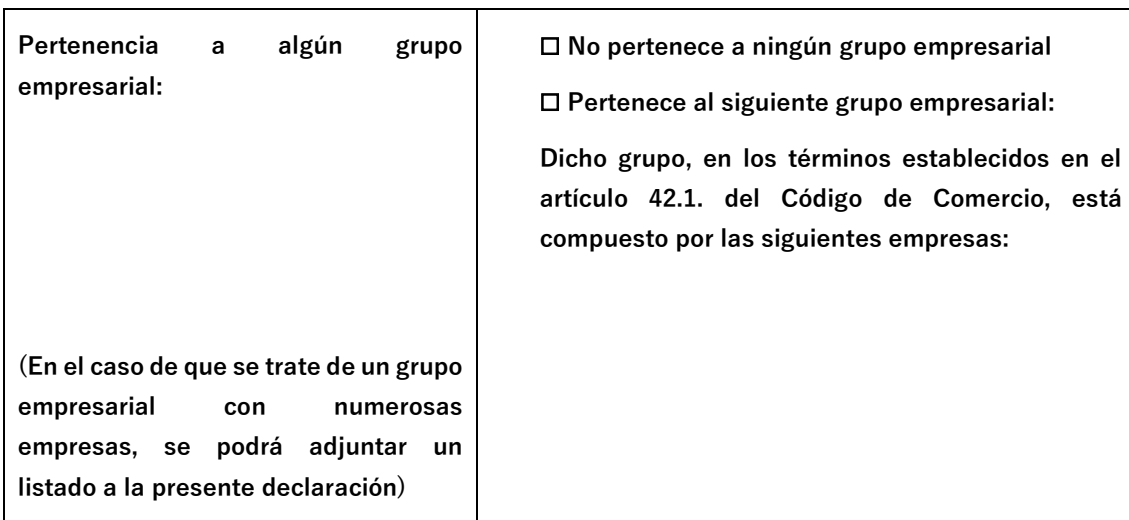 Pertenencia a algún grupo
empresarial:
(En el caso de que se trate de un grupo
empresarial con numerosas
empresas, se podrá adjuntar un
listado a la presente declaración)
☐ No pertenece a ningún grupo empresarial
☐ Pertenece al siguiente grupo empresarial:
Dicho grupo, en los términos establecidos en el
artículo 42.1. del Código de Comercio, está
compuesto por las siguientes empresas: